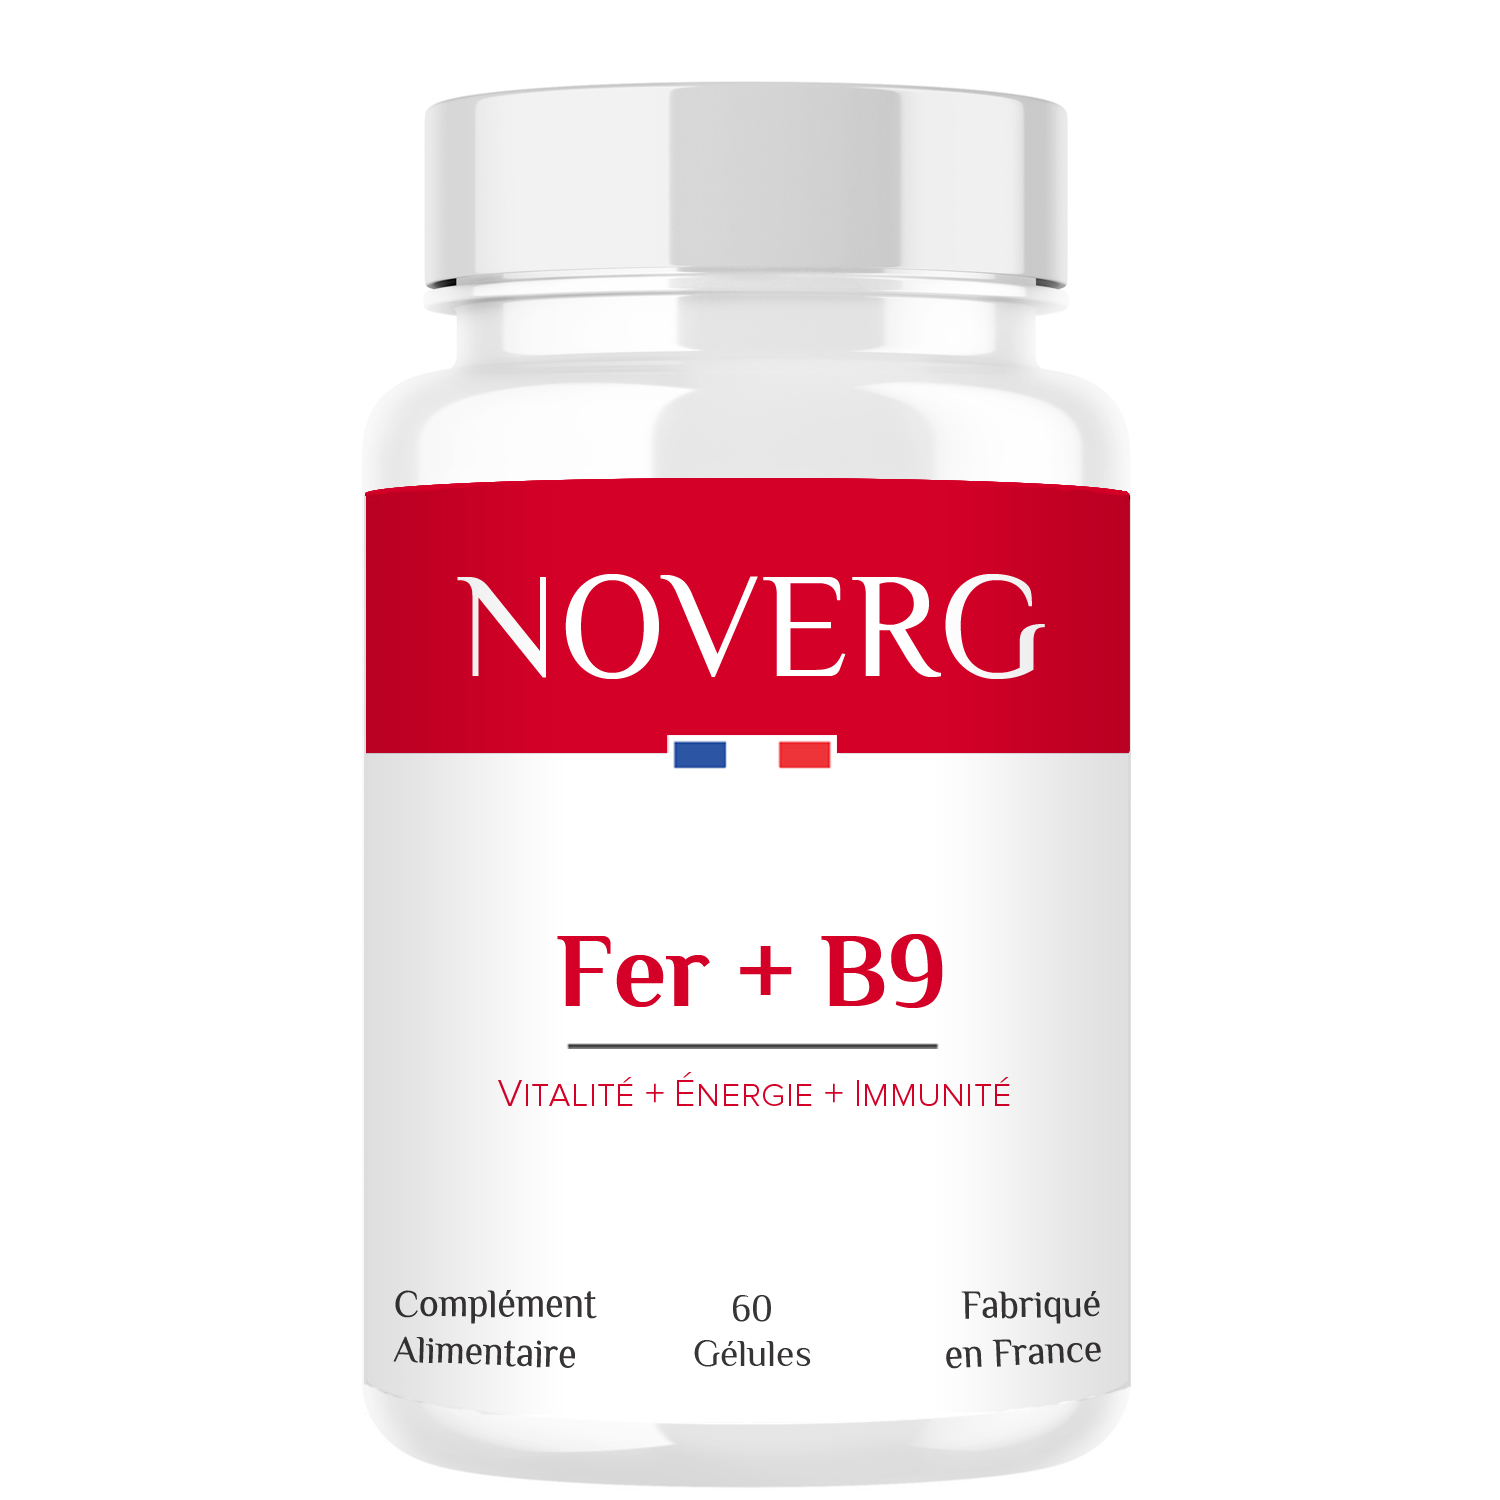 NOVERG
Fer + B9
VITALITÉ + ÉNERGIE + IMMUNITÉ
Complément
Alimentaire
60
Gélules
Fabriqué
en France